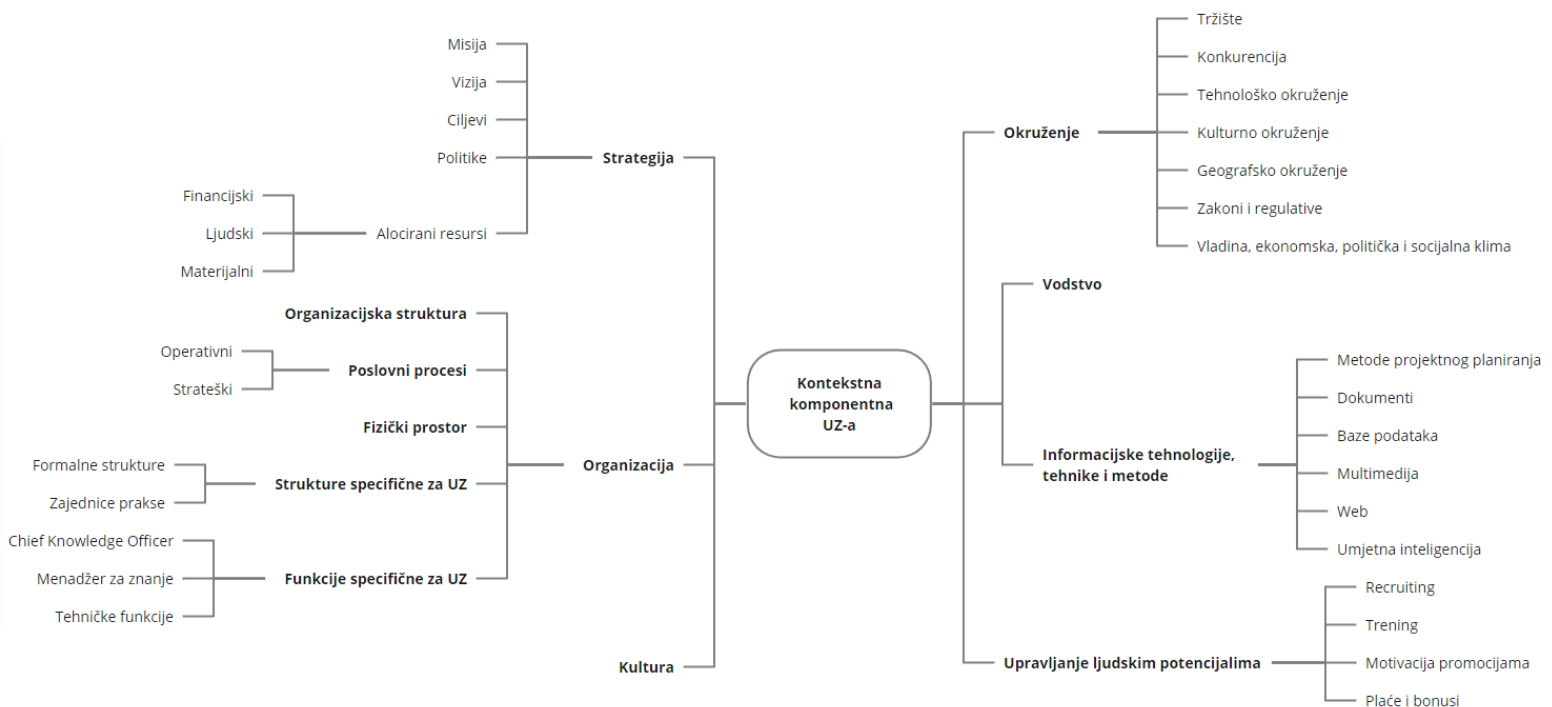 Misija
Vizija
Ciljevi
Politike
Strategija
Financijski
Ljudski
Materijalni
Alocirani resursi
Organizacijska struktura
Operativni
Strateški
Poslovni procesi
Fizički prostor
Organizacija
Formalne strukture
Zajednice prakse
Strukture specifične za UZ
Chief Knowledge Officer
Menadžer za znanje
Tehničke funkcije
Funkcije specifične za UZ
Kultura
Kontekstna
komponentna
UZ-a
Okruženje
Tržište
Konkurencija
Tehnološko okruženje
Kulturno okruženje
Geografsko okruženje
Zakoni i regulative
Vladina, ekonomska, politička i socijalna klima
Vodstvo
Informacijske tehnologije,
tehnike i metode
Metode projektnog planiranja
Dokumenti
Baze podataka
Multimedija
Web
Umjetna inteligencija
Upravljanje ljudskim potencijalima
Recruiting
Trening
Motivacija promocijama
Plaće i bonusi